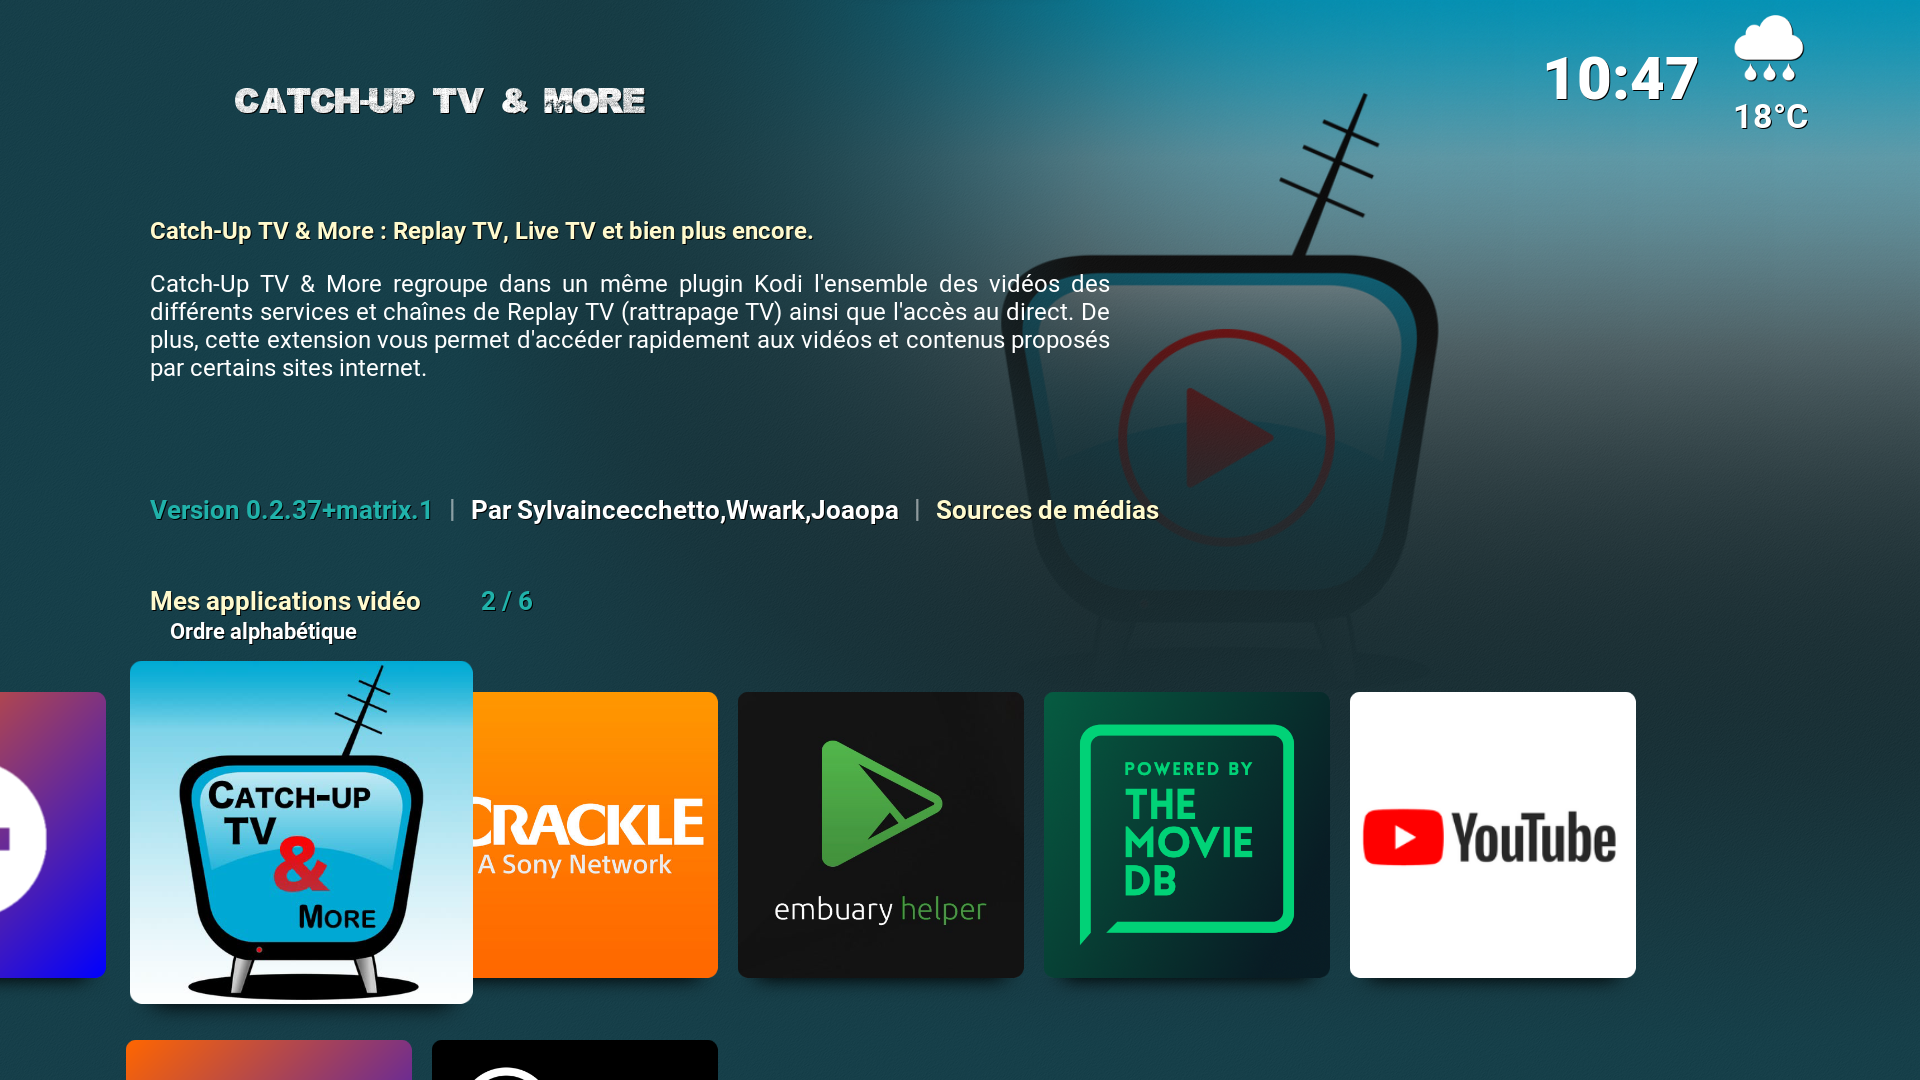 CATCH-UP TV & MORE
10:47
18°C
Catch-Up TV & More : Replay TV, Live TV et bien plus encore.
Catch-Up TV & More regroupe dans un même plugin Kodi l'ensemble des vidéos des
différents services et chaînes de Replay TV (rattrapage TV) ainsi que l'accès au direct. De
plus, cette extension vous permet d'accéder rapidement aux vidéos et contenus proposés
par certains sites internet.
Version 0.2.37+matrix.1 | Par Sylvaincecchetto,Wwark,Joaopa | Sources de médias
Mes applications vidéo 2 / 6
Ordre alphabétique
CATCH-UP
TV
&
MORE
CRACKLE
A Sony Network
embuary helper
POWERED BY
THE
MOVIE
DB
YouTube